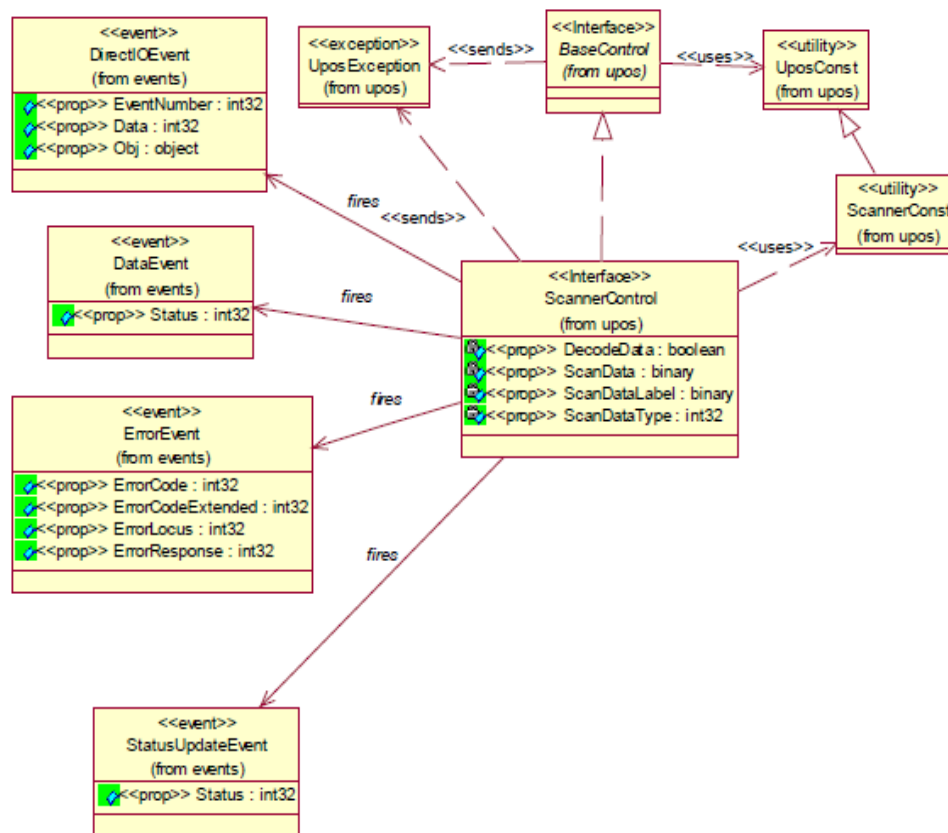 <<event>>
DirectIOEvent
(from events)
<<prop>> EventNumber : int32
<<prop>> Data : int32
<<prop>> Obj : object
<<exception>>
UposException
(from upos)
<<sends>>
<<Interface>>
BaseControl
(from upos)
<<uses>>
<<utility>>
UposConst
(from upos)
<<utility>>
ScannerConst
(from upos)
fires
<<sends>>
<<uses>>
<<event>>
DataEvent
(from events)
<<prop>> Status : int32
fires
<<Interface>>
ScannerControl
(from upos)
<<prop>> DecodeData : boolean
<<prop>> ScanData : binary
<<prop>> ScanDataLabel : binary
<<prop>> ScanDataType : int32
fires
<<event>>
ErrorEvent
(from events)
<<prop>> ErrorCode : int32
<<prop>> ErrorCodeExtended : int32
<<prop>> ErrorLocus : int32
<<prop>> ErrorResponse : int32
fires
<<event>>
StatusUpdateEvent
(from events)
<<prop>> Status : int32